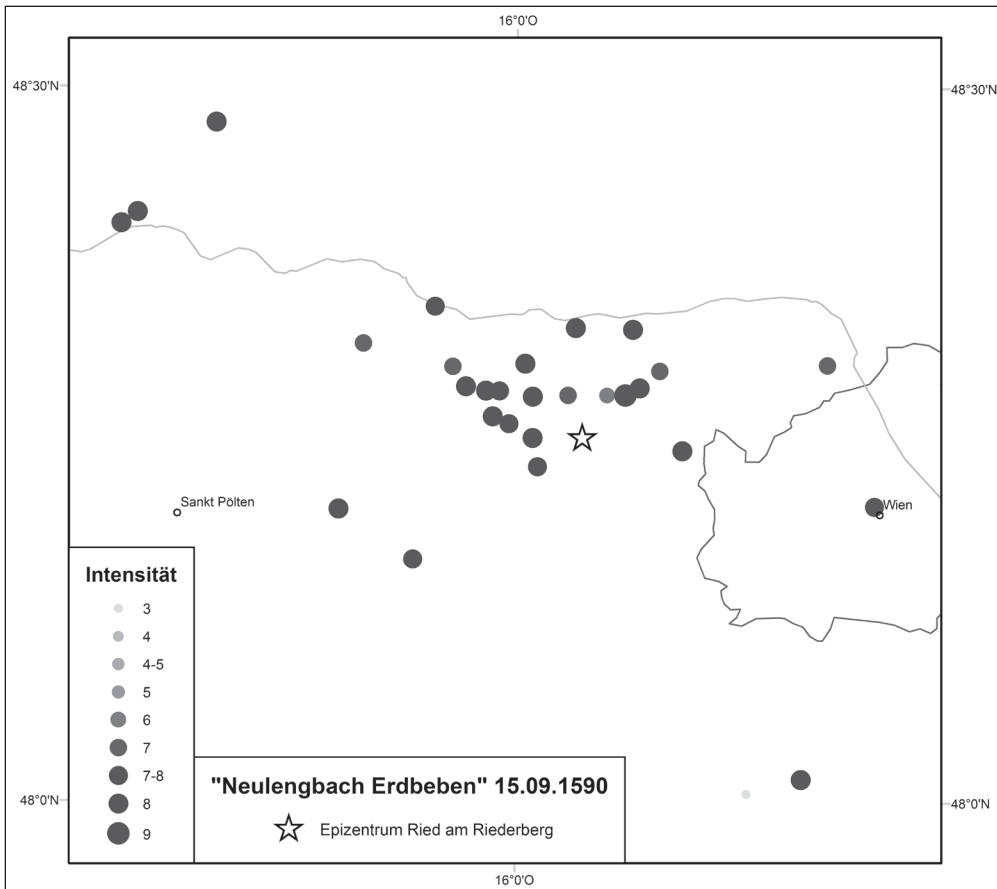 16°0'O
48°30'N
48°30'N
Sankt Pölten
Wien
Intensität
3
4
4-5
5
6
7
7-8
8
9
"Neulengbach Erdbeben" 15.09.1590
Epizentrum Ried am Riederberg
48°0'N
48°0'N
16°0'O